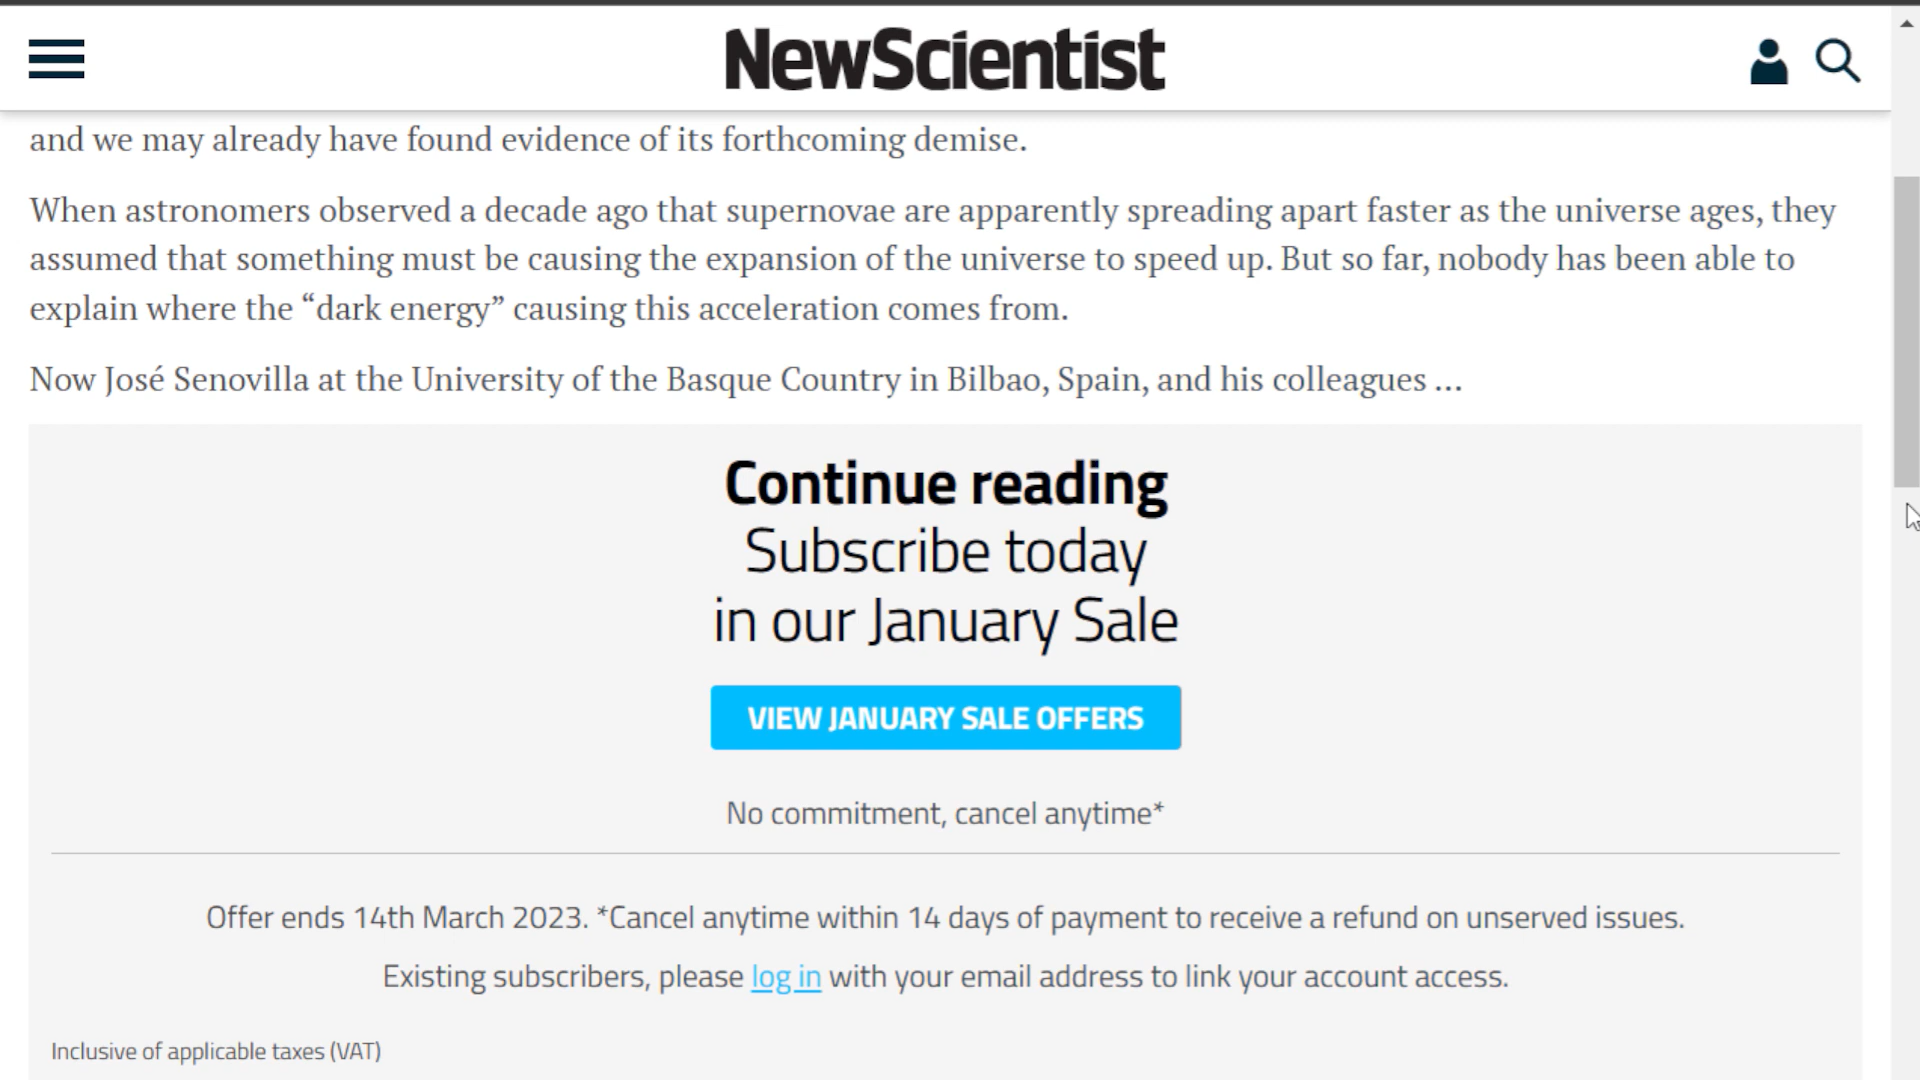 NewScientist
and we may already have found evidence of its forthcoming demise.
When astronomers observed a decade ago that supernovae are apparently spreading apart faster as the universe ages, they
assumed that something must be causing the expansion of the universe to speed up. But so far, nobody has been able to
explain where the “dark energy” causing this acceleration comes from.
Now José Senovilla at the University of the Basque Country in Bilbao, Spain, and his colleagues ...
Continue reading
Subscribe today
in our January Sale
VIEW JANUARY SALE OFFERS
No commitment, cancel anytime*
Offer ends 14th March 2023. *Cancel anytime within 14 days of payment to receive a refund on unserved issues.
Existing subscribers, please log in with your email address to link your account access.
Inclusive of applicable taxes (VAT)